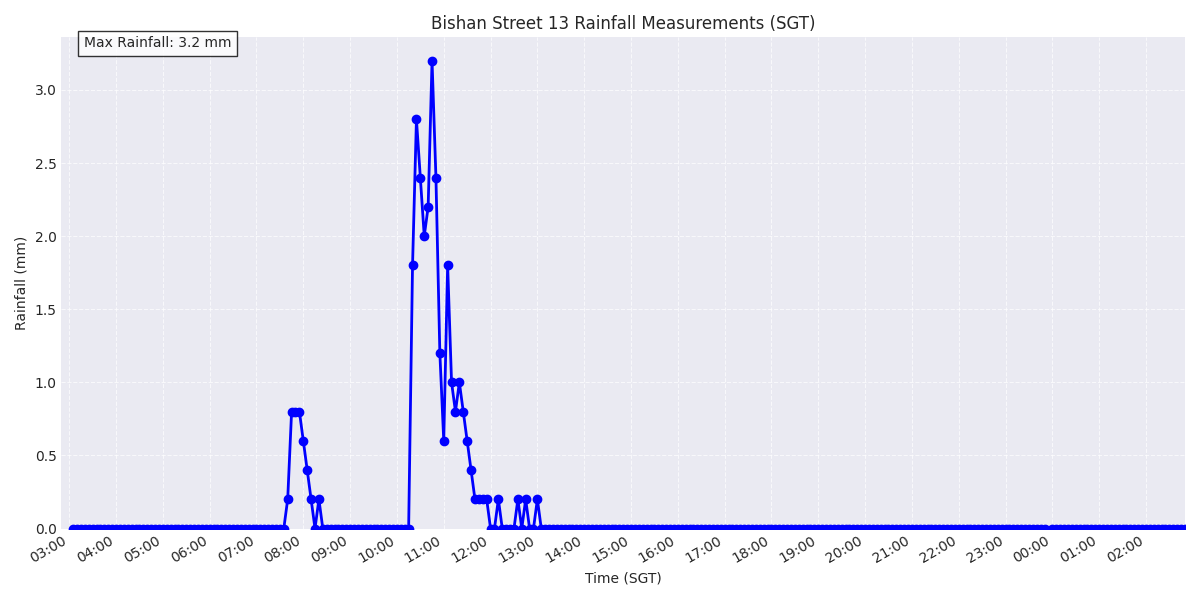 Bishan Street 13 Rainfall Measurements (SGT)
Max Rainfall: 3.2 mm
3.0
2.5
2.0
1.5
1.0
0.5
0.0
Rainfall (mm)
03:00 04:00 05:00 06:00 07:00 08:00 09:00 10:00 11:00 12:00 13:00 14:00 15:00 16:00 17:00 18:00 19:00 20:00 21:00 22:00 23:00 00:00 01:00 02:00
Time (SGT)